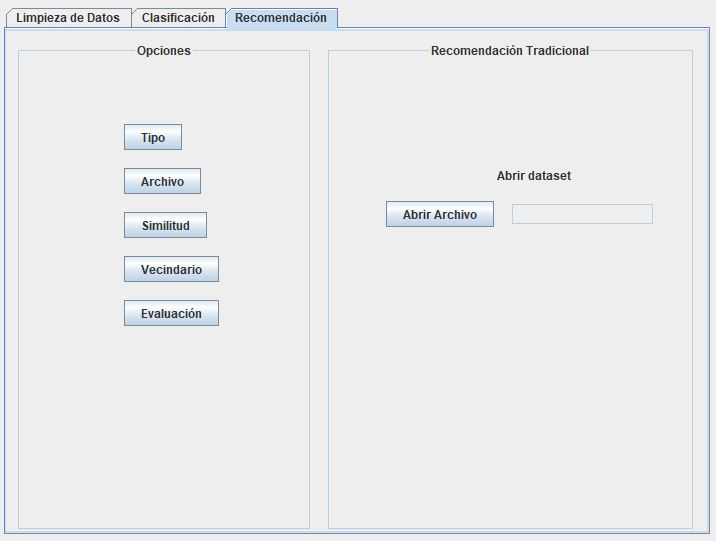 Limpieza de Datos Clasificación Recomendación
Opciones
Tipo
Archivo
Similitud
Vecindario
Evaluación
Recomendación Tradicional
Abrir dataset
Abrir Archivo